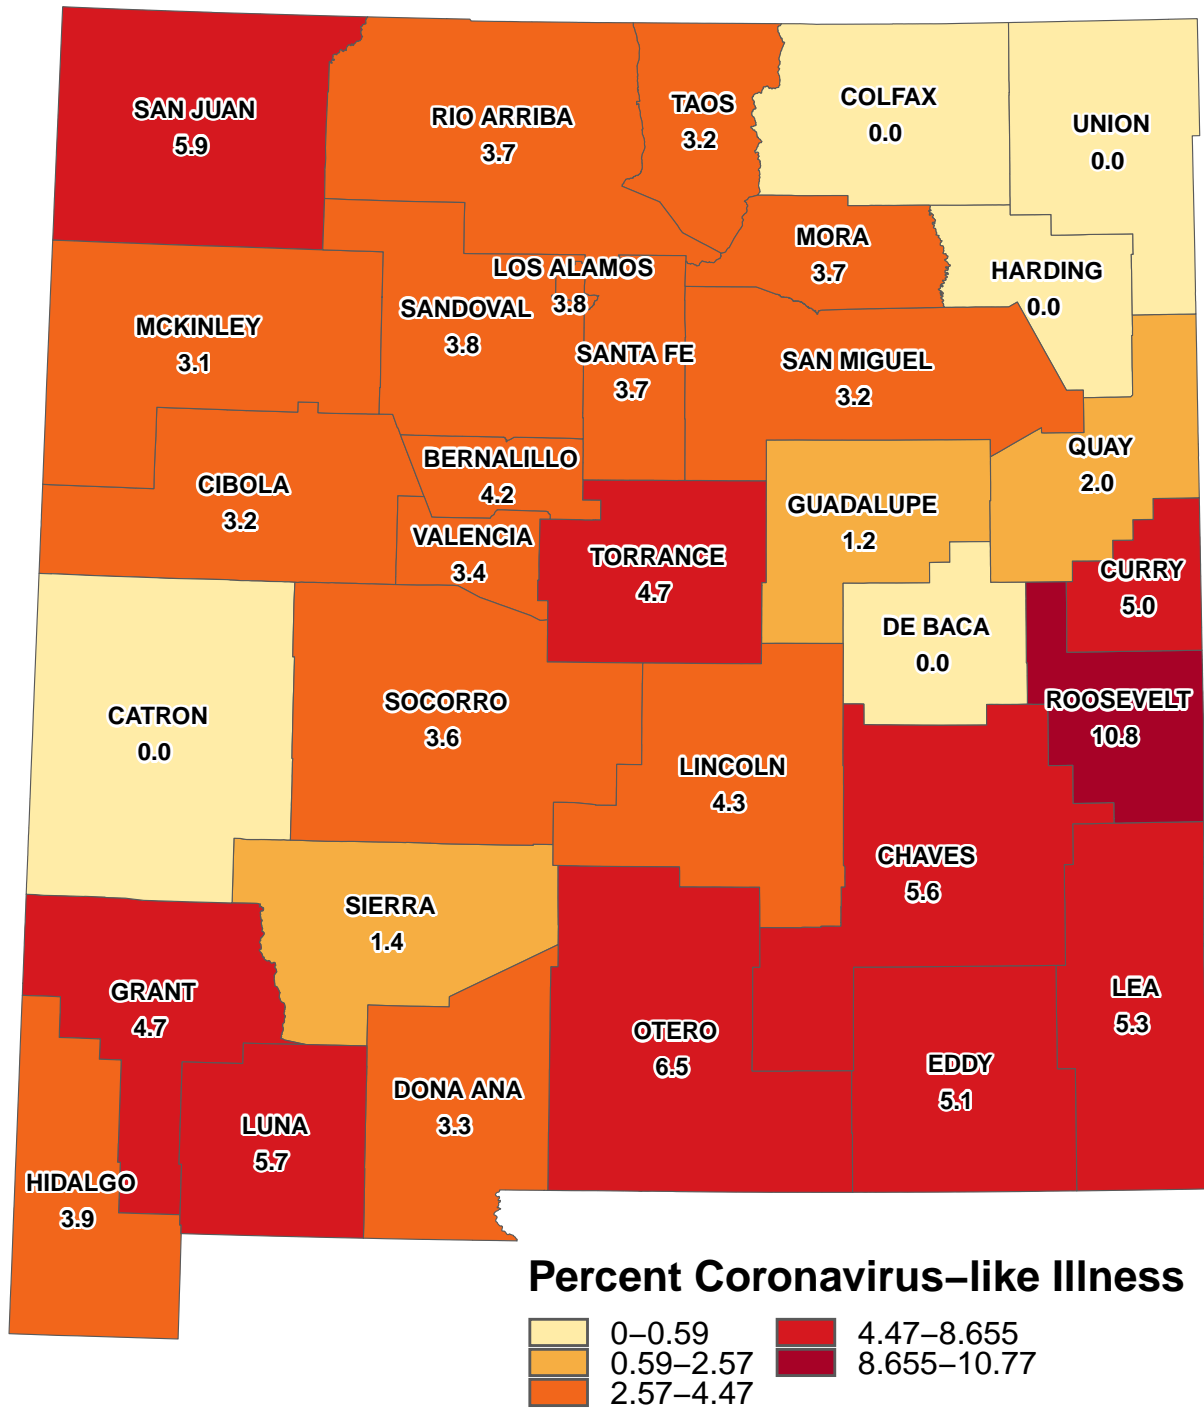 SAN JUAN
5.9
RIO ARRIBA
3.7
TAOS
3.2
COLFAX
0.0
UNION
0.0
MORA
3.7
HARDING
0.0
LOS ALAMOS
3.8
SANDOVAL
3.8
MCKINLEY
3.1
SANTA FE
3.7
SAN MIGUEL
3.2
QUAY
2.0
BERNALILLO
4.2
CIBOLA
3.2
GUADALUPE
1.2
VALENCIA
3.4
TORRANCE
4.7
CURRY
5.0
DE BACA
0.0
ROOSEVELT
10.8
CATRON
0.0
SOCORRO
3.6
LINCOLN
4.3
CHAVES
5.6
SIERRA
1.4
GRANT
4.7
LEA
5.3
OTERO
6.5
EDDY
5.1
DONA ANA
3.3
LUNA
5.7
HIDALGO
3.9
Percent Coronavirus−like Illness
0−0.59
0.59−2.57
2.57−4.47
4.47−8.655
8.655−10.77